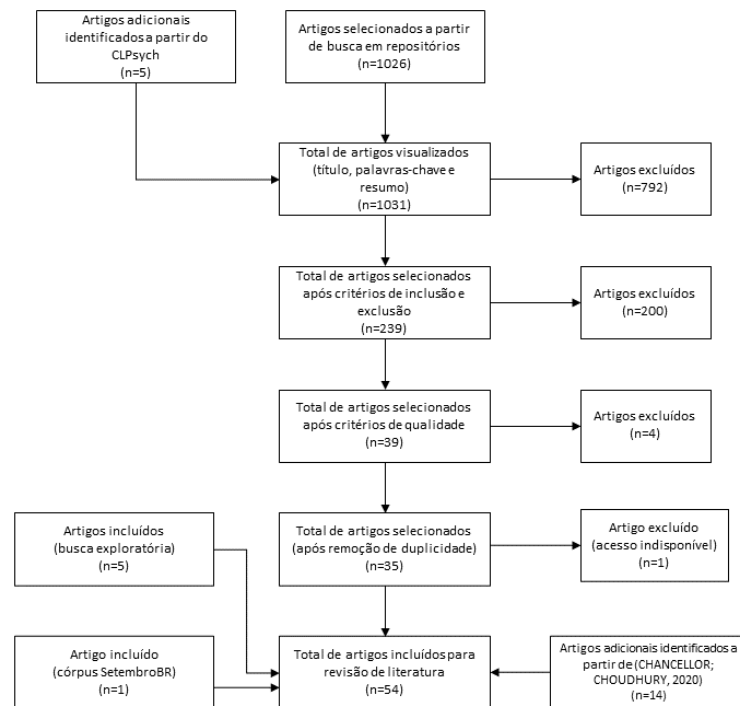 Artigos adicionais
identificados a partir do
CLPsych
(n=5)
Artigos selecionados a partir
de busca em repositórios
(n=1026)
Total de artigos visualizados
(título, palavras-chave e
resumo)
(n=1031)
Artigos excluídos
(n=792)
Total de artigos selecionados
após critérios de inclusão e
exclusão
(n=239)
Artigos excluídos
(n=200)
Total de artigos selecionados
após critérios de qualidade
(n=39)
Artigos excluídos
(n=4)
Artigos incluídos
(busca exploratória)
(n=5)
Total de artigos selecionados
(após remoção de duplicidade)
(n=35)
Artigo excluído
(acesso indisponível)
(n=1)
Artigo incluído
(córpus SetembroBR)
(n=1)
Total de artigos incluídos para
revisão de literatura
(n=54)
Artigos adicionais identificados a
partir de (CHANCELLOR;
CHOUDHURY, 2020)
(n=14)